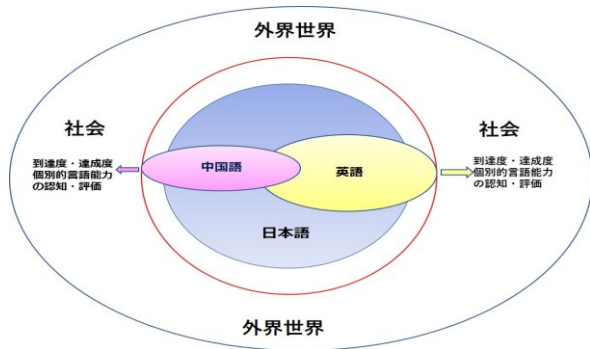 外界世界
社会
到達度・達成度
個別的言語能力
の認知・評価
中国語
英語
社会
到達度・達成度
個別的言語能力
の認知・評価
日本語
外界世界